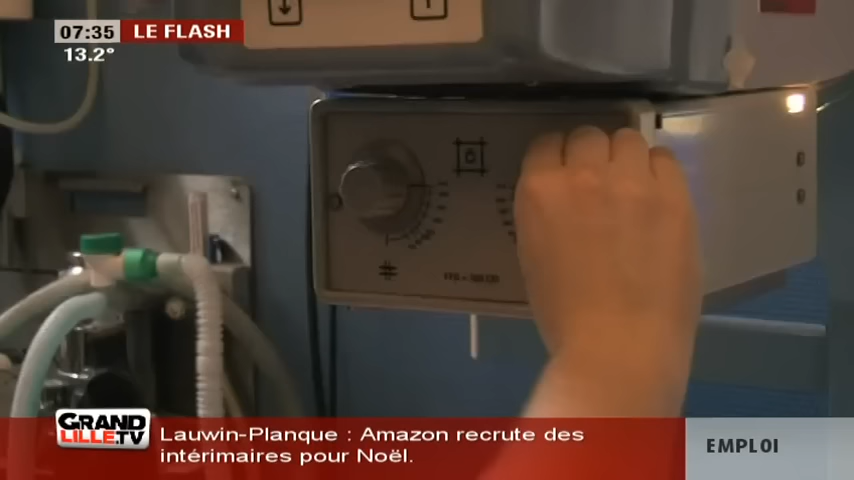 07:35 LE FLASH
13.2°
GRAND
LILLE.TV
Lauwin-Planque : Amazon recrute des
intérimaires pour Noël.
EMPLOI